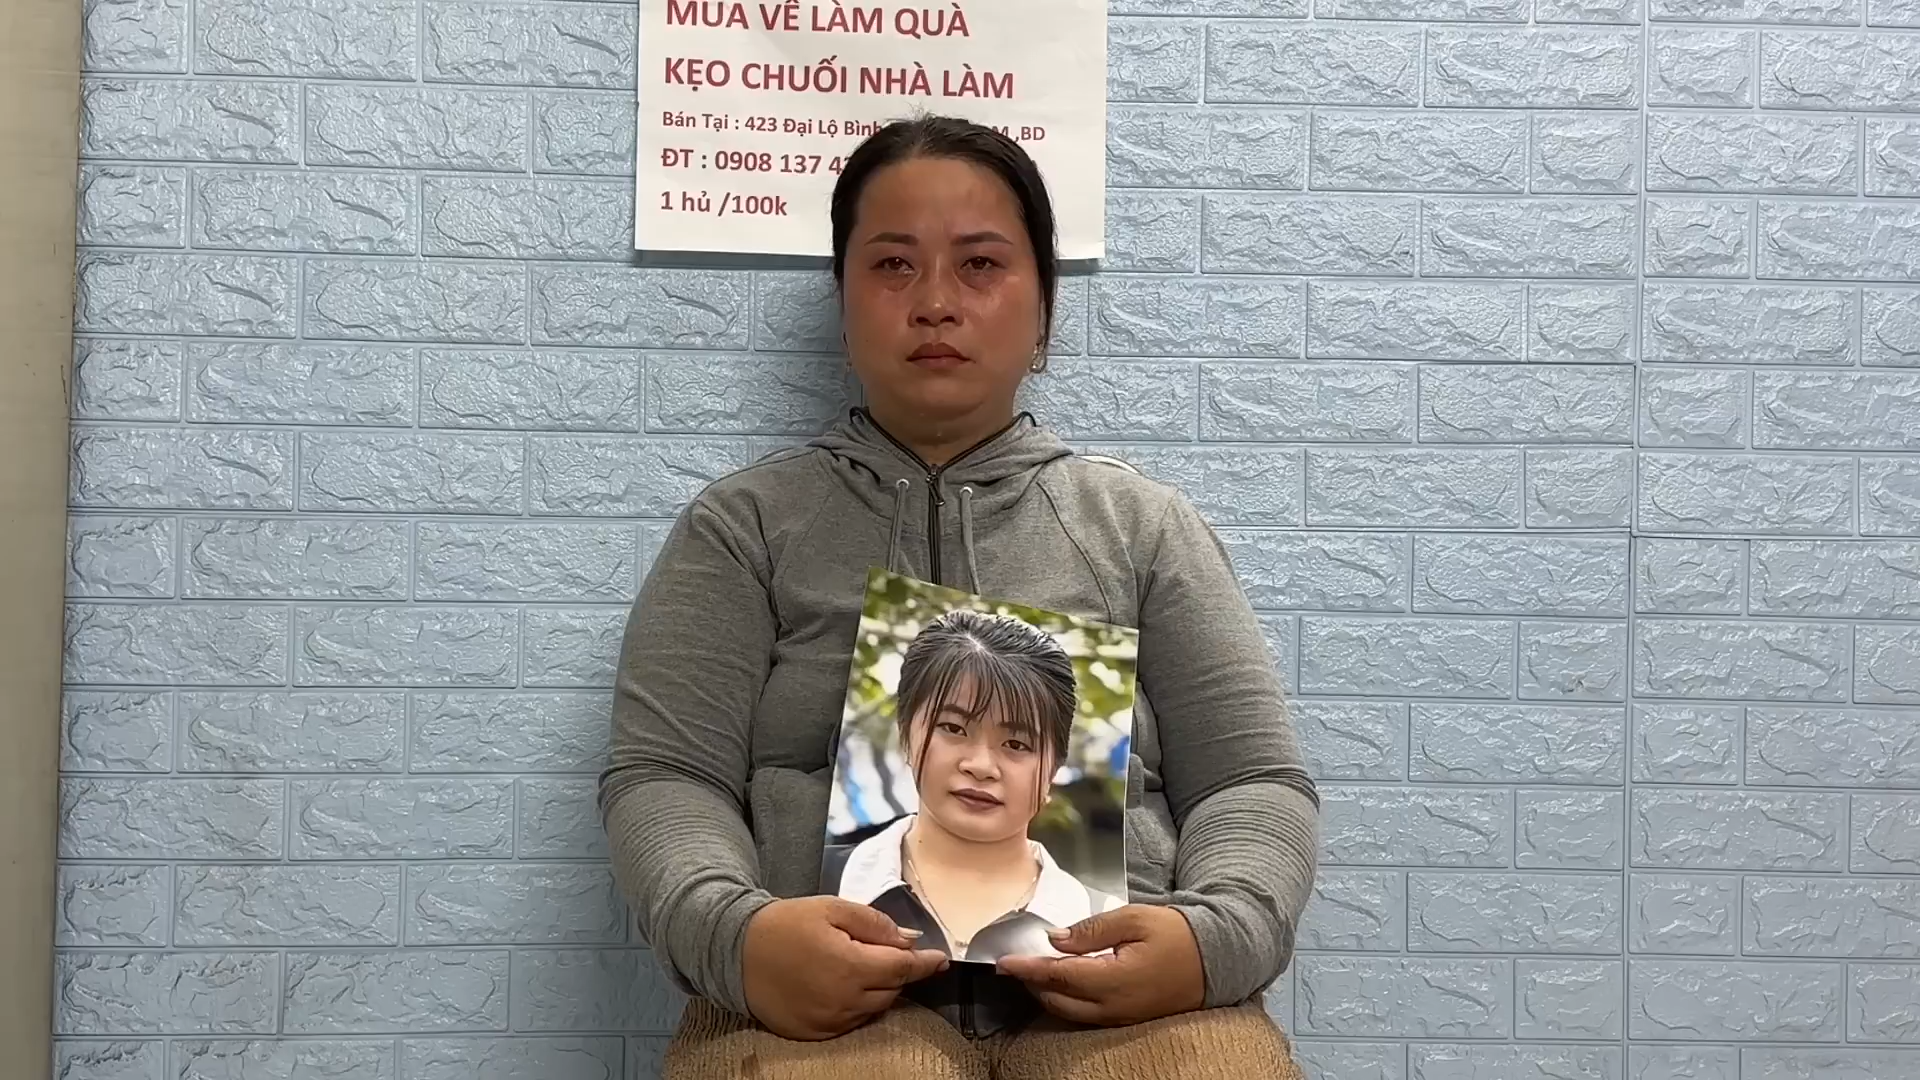 MUA VỀ LÀM QUÀ
KẸO CHUỐI NHÀ LÀM
Bán Tại : 423 Đại Lộ Bình ,BD
ĐT : 0908 137
1 hủ /100k